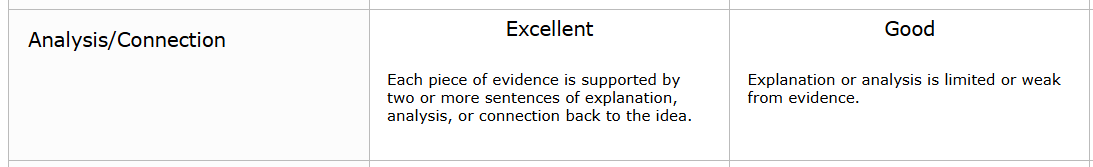 Analysis/Connection
Excellent
Each piece of evidence is supported by
two or more sentences of explanation,
analysis, or connection back to the idea.
Good
Explanation or analysis is limited or weak
from evidence.